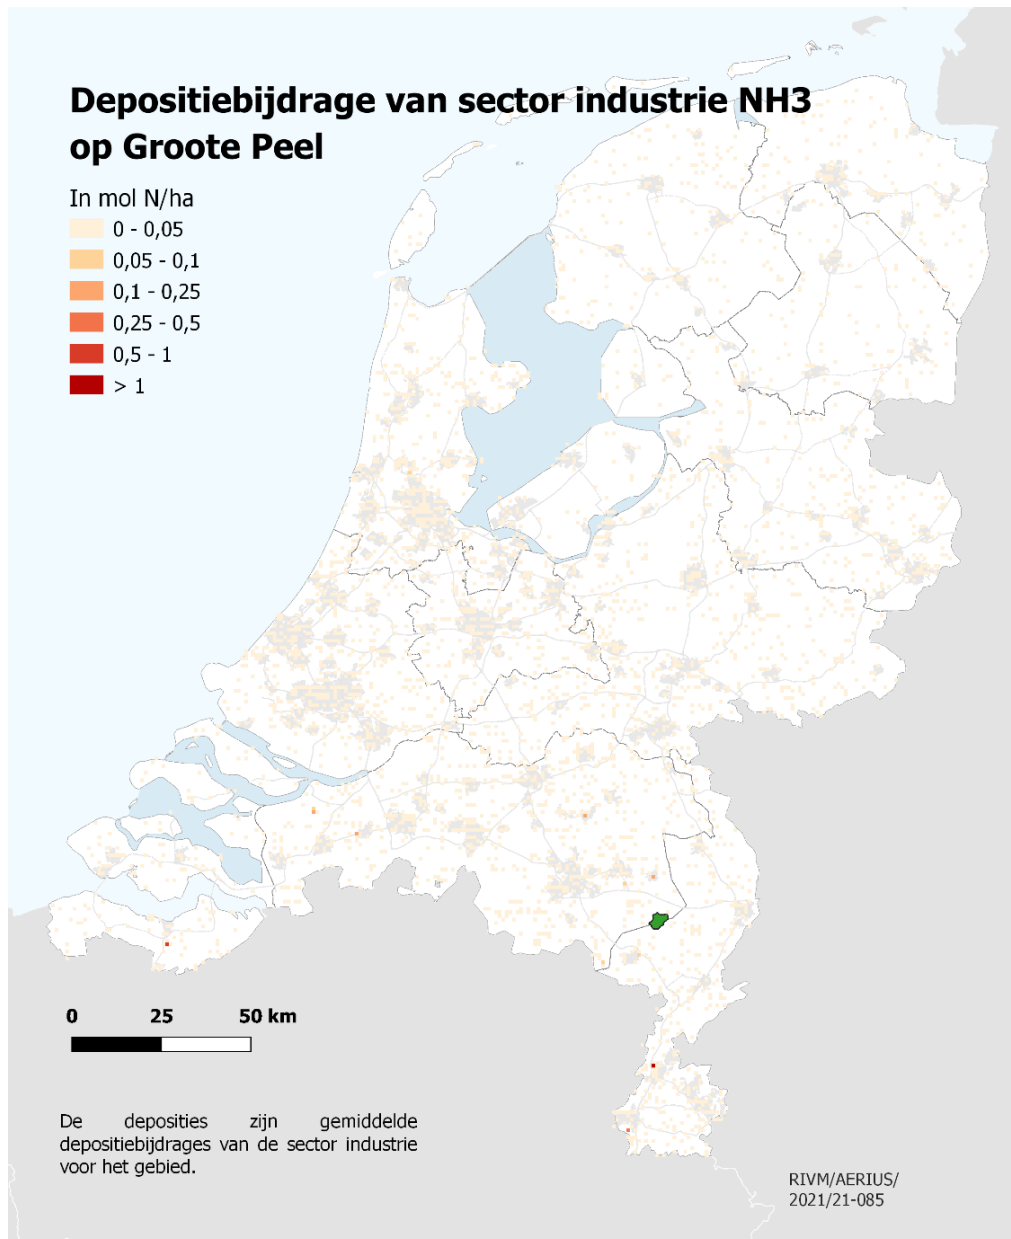 Depositiebijdrage van sector industrie NH3
op Groote Peel
In mol N/ha
0 - 0,05
0,05 - 0,1
0,1 - 0,25
0,25 - 0,5
0,5 - 1
> 1
0 25 50 km
De deposities zijn gemiddelde
depositiebijdrages van de sector industrie
voor het gebied.
RIVM/AERIUS/
2021/21-085